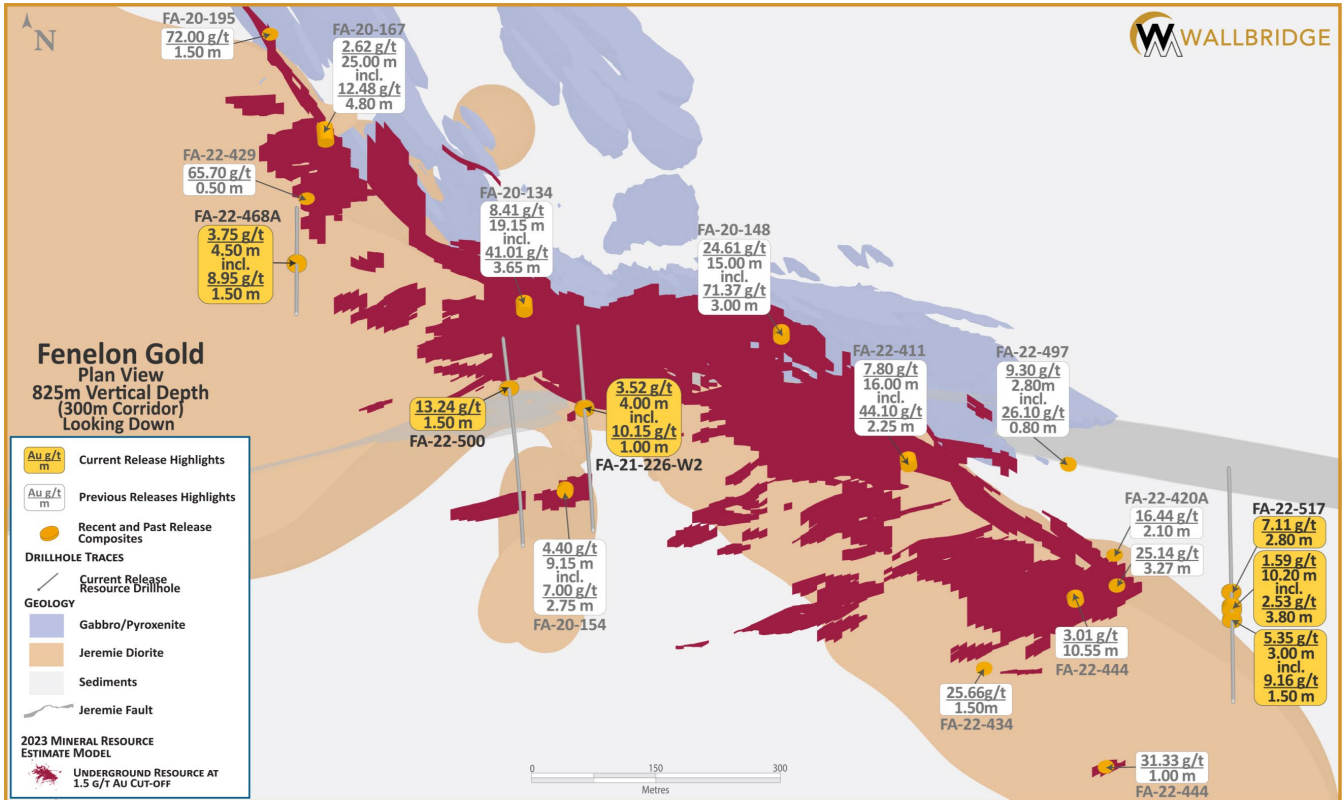 N
WALLBRIDGE
FA-20-195
72.00 g/t
1.50 m
FA-20-167
2.62 g/t
25.00 m
incl.
12.48 g/t
4.80 m
FA-22-429
65.70 g/t
0.50 m
FA-22-468A
3.75 g/t
4.50 m
incl.
8.95 g/t
1.50 m
FA-20-134
8.41 g/t
19.15 m
incl.
41.01 g/t
3.65 m
FA-20-148
24.61 g/t
15.00 m
incl.
71.37 g/t
3.00 m
FA-22-411
7.80 g/t
16.00 m
incl.
44.10 g/t
2.25 m
FA-22-497
9.30 g/t
2.80m
incl.
26.10 g/t
0.80 m
Fenelon Gold
Plan View
825m Vertical Depth
(300m Corridor)
Looking Down
13.24 g/t
1.50 m
FA-22-500
3.52 g/t
4.00 m
incl.
10.15 g/t
1.00 m
FA-21-226-W2
4.40 g/t
9.15 m
incl.
7.00 g/t
2.75 m
FA-20-154
FA-22-420A
16.44 g/t
2.10 m
25.14 g/t
3.27 m
FA-22-517
7.11 g/t
2.80 m
1.59 g/t
10.20 m
incl.
2.53 g/t
3.80 m
5.35 g/t
3.00 m
incl.
9.16 g/t
1.50 m
3.01 g/t
10.55 m
FA-22-444
25.66g/t
1.50m
FA-22-434
31.33 g/t
1.00 m
FA-22-444
Au g/t
m
Current Release Highlights
Au g/t
m
Previous Releases Highlights
Recent and Past Release
Composites
DRILLHOLE TRACES
Current Release
Resource Drillhole
GEOLOGY
Gabbro/Pyroxenite
Jeremie Diorite
Sediments
Jeremie Fault
2023 MINERAL RESOURCE
ESTIMATE MODEL
UNDERGROUND RESOURCE AT
1.5 G/T AU CUT-OFF
0 150 300
Metres